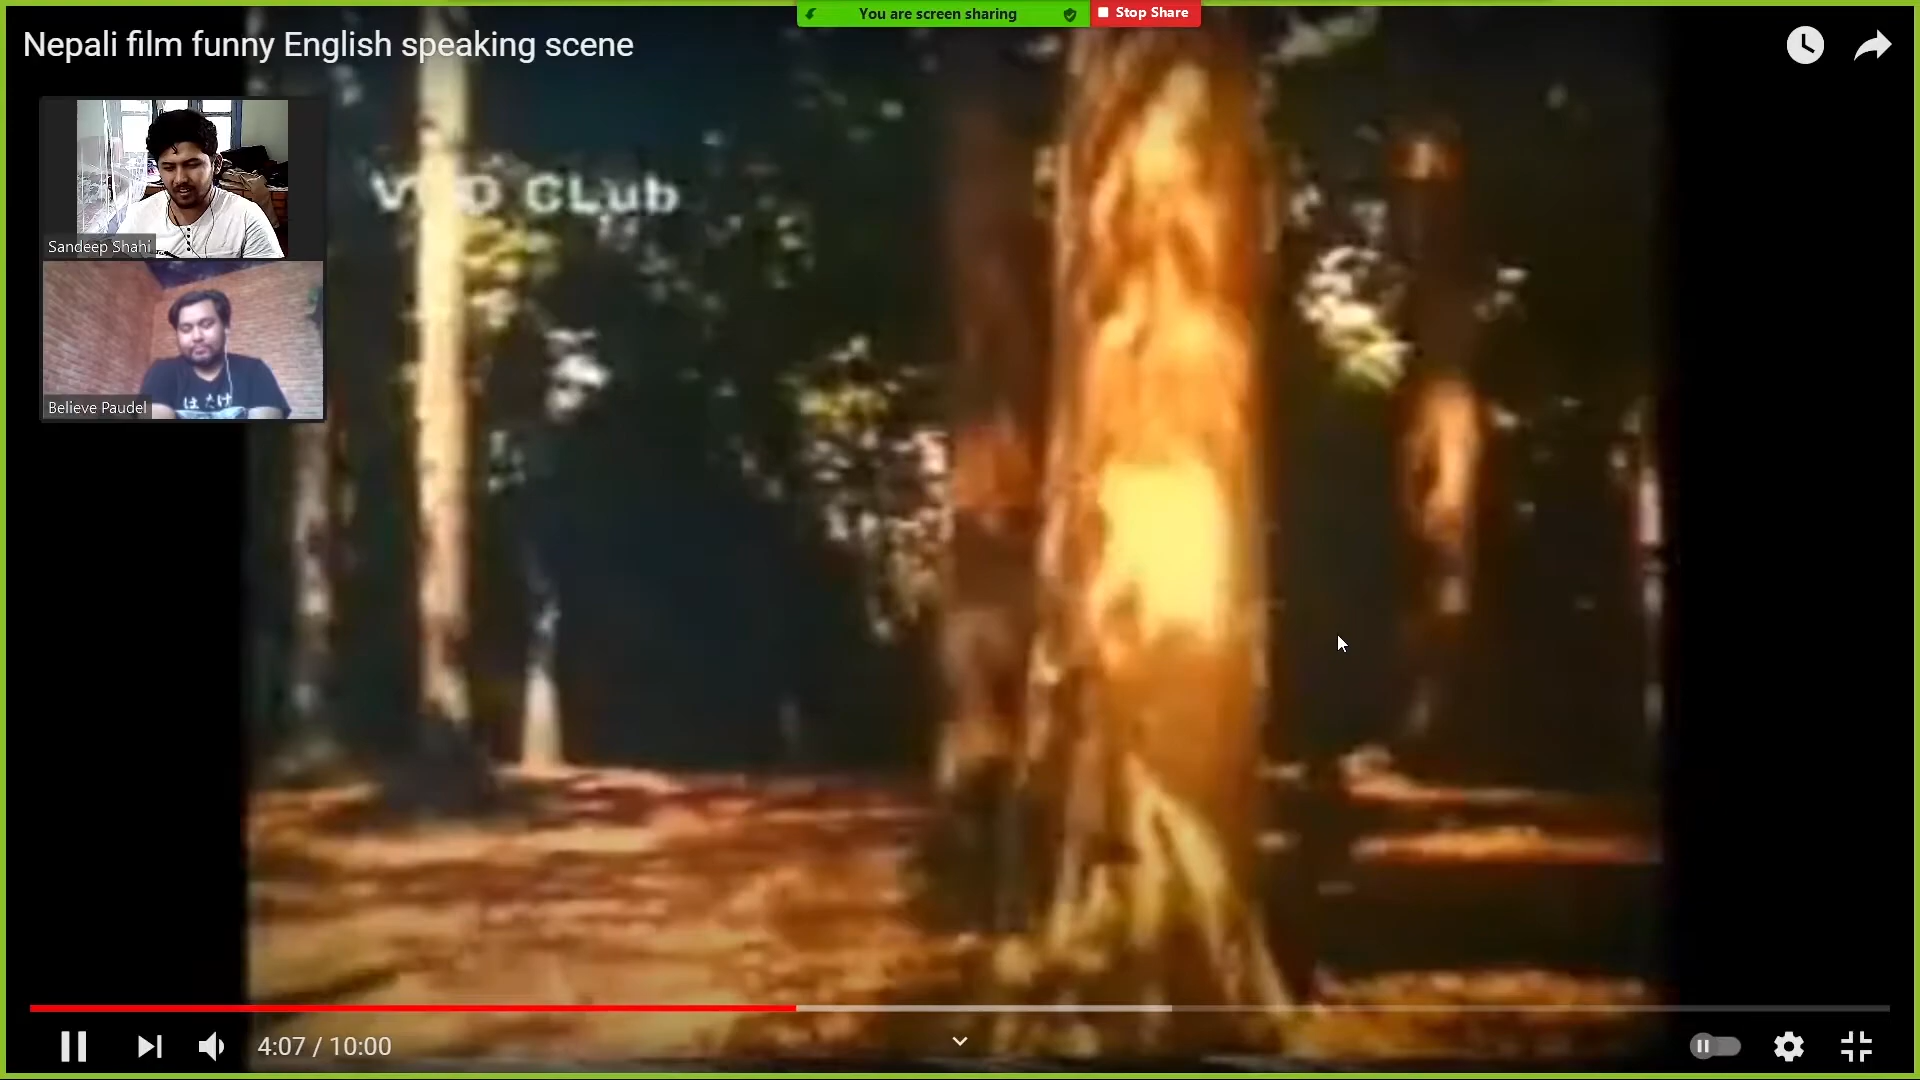 You are screen sharing
Stop Share
Nepali film funny English speaking scene
CLub
Sandeep Shahi
Believe Paudel
4:07 / 10:00